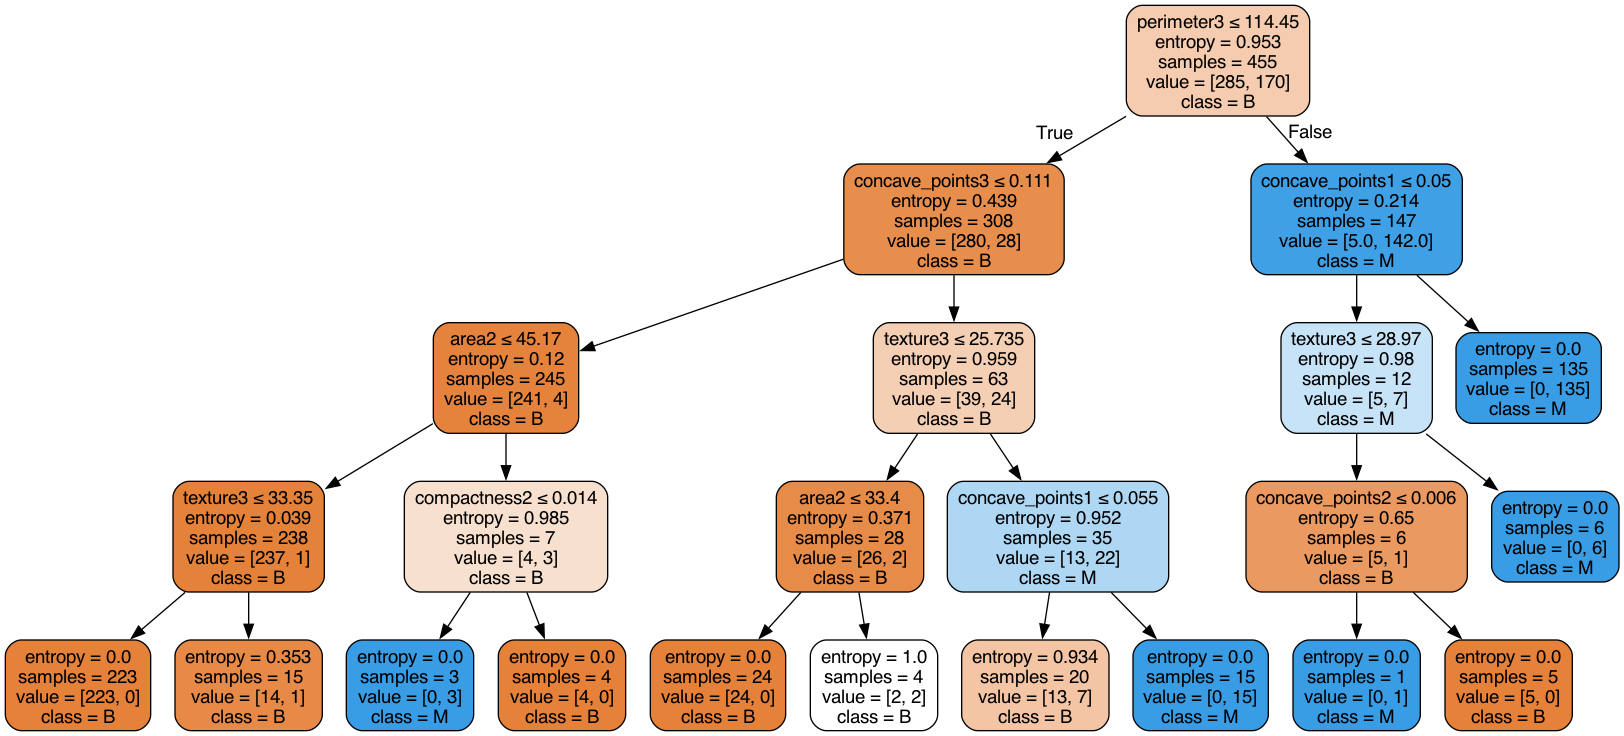 perimeter3 ≤ 114.45
entropy = 0.953
samples = 455
value = [285, 170]
class = B
True
False
concave_points3 ≤ 0.111
entropy = 0.439
samples = 308
value = [280, 28]
class = B
concave_points1 ≤ 0.05
entropy = 0.214
samples = 147
value = [5.0, 142.0]
class = M
area2 ≤ 45.17
entropy = 0.12
samples = 245
value = [241, 4]
class = B
texture3 ≤ 25.735
entropy = 0.959
samples = 63
value = [39, 24]
class = B
texture3 ≤ 28.97
entropy = 0.98
samples = 12
value = [5, 7]
class = M
entropy = 0.0
samples = 135
value = [0, 135]
class = M
texture3 ≤ 33.35
entropy = 0.039
samples = 238
value = [237, 1]
class = B
compactness2 ≤ 0.014
entropy = 0.985
samples = 7
value = [4, 3]
class = B
area2 ≤ 33.4
entropy = 0.371
samples = 28
value = [26, 2]
class = B
concave_points1 ≤ 0.055
entropy = 0.952
samples = 35
value = [13, 22]
class = M
concave_points2 ≤ 0.006
entropy = 0.65
samples = 6
value = [5, 1]
class = B
entropy = 0.0
samples = 6
value = [0, 6]
class = M
entropy = 0.0
samples = 223
value = [223, 0]
class = B
entropy = 0.353
samples = 15
value = [14, 1]
class = B
entropy = 0.0
samples = 3
value = [0, 3]
class = M
entropy = 0.0
samples = 4
value = [4, 0]
class = B
entropy = 0.0
samples = 24
value = [24, 0]
class = B
entropy = 1.0
samples = 4
value = [2, 2]
class = B
entropy = 0.934
samples = 20
value = [13, 7]
class = B
entropy = 0.0
samples = 15
value = [0, 15]
class = M
entropy = 0.0
samples = 1
value = [0, 1]
class = M
entropy = 0.0
samples = 5
value = [5, 0]
class = B